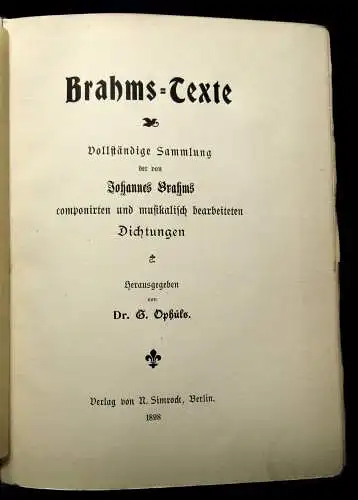 Brahms=Texte
Vollständige Sammlung
der von
Johannes Brahms
componirten und musikalisch bearbeiteten
Dichtungen
Herausgegeben
von
Dr. G. Ophüls.
Verlag von N. Simrock, Berlin.
1898